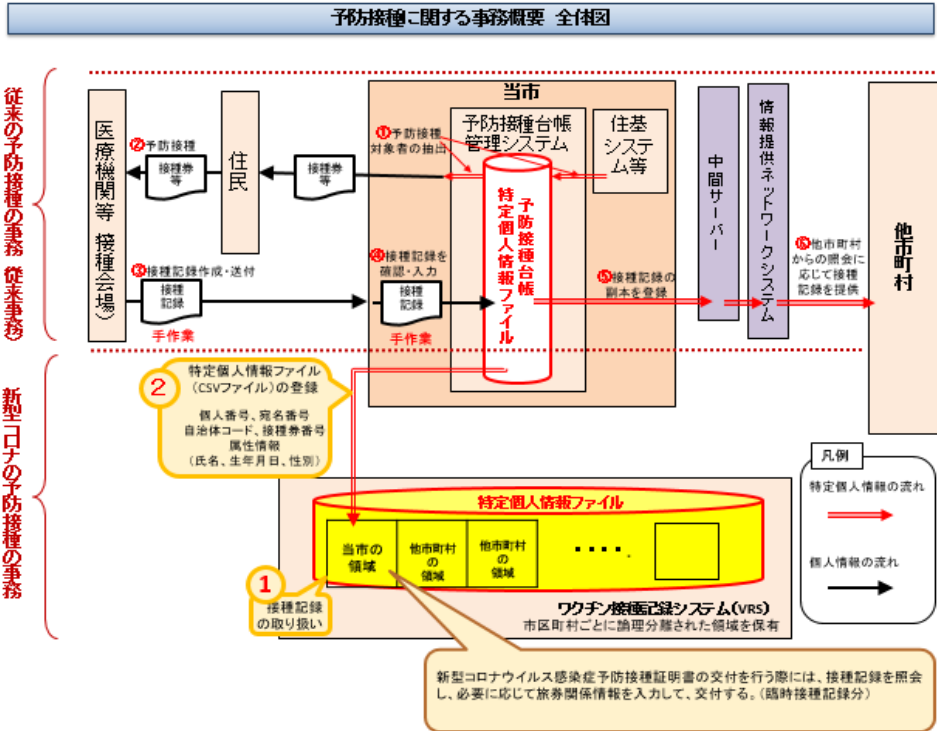 予防接種に関する事務概要 全体図
従来の予防接種の事務(従来事務)
医療機関等(接種会場)
②予防接種
接種券
等
住民
接種券
等
当市
①予防接種
対象者の抽出
予防接種台帳
管理システム
住基
システ
ム等
予防接種台帳
特定個人情報ファイル
中間サーバー
情報提供ネットワークシステム
他市町村
③接種記録作成・送付
接種
記録
手作業
④接種記録を
確認・入力
接種
記録
手作業
⑤接種記録の
副本を登録
⑥他市町村
からの照会に
応じて接種
記録を提供
新型コロナの予防接種の事務
2
特定個人情報ファイル
(CSVファイル)の登録
個人番号、宛名番号
自治体コード、接種券番号
属性情報
(氏名、生年月日、性別)
特定個人情報ファイル
当市の
領域
他市町村
の
領域
他市町村
の
領域
・・・・.
1
接種記録
の取り扱い
ワクチン接種記録システム(VRS)
市区町村ごとに論理分離された領域を保有
凡例
特定個人情報の流れ
個人情報の流れ
新型コロナウイルス感染症予防接種証明書の交付を行う際には、接種記録を照会
し、必要に応じて旅券関係情報を入力して、交付する。(臨時接種記録分)